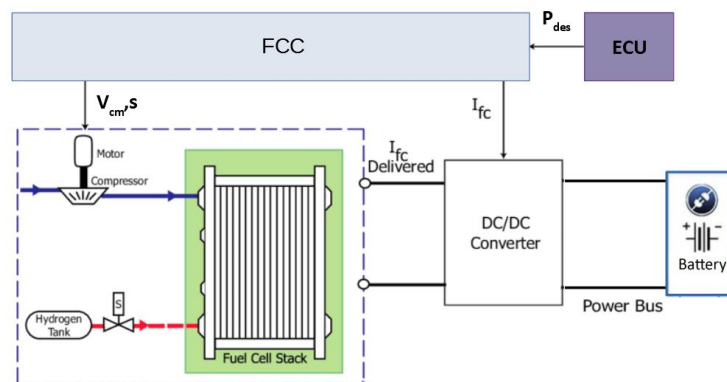 FCC
P des
ECU
V cm,s
I fc
Motor
Compressor
I fc
Delivered
DC/DC
Converter
+ -
Battery
S
Hydrogen
Tank
Fuel Cell Stack
Power Bus